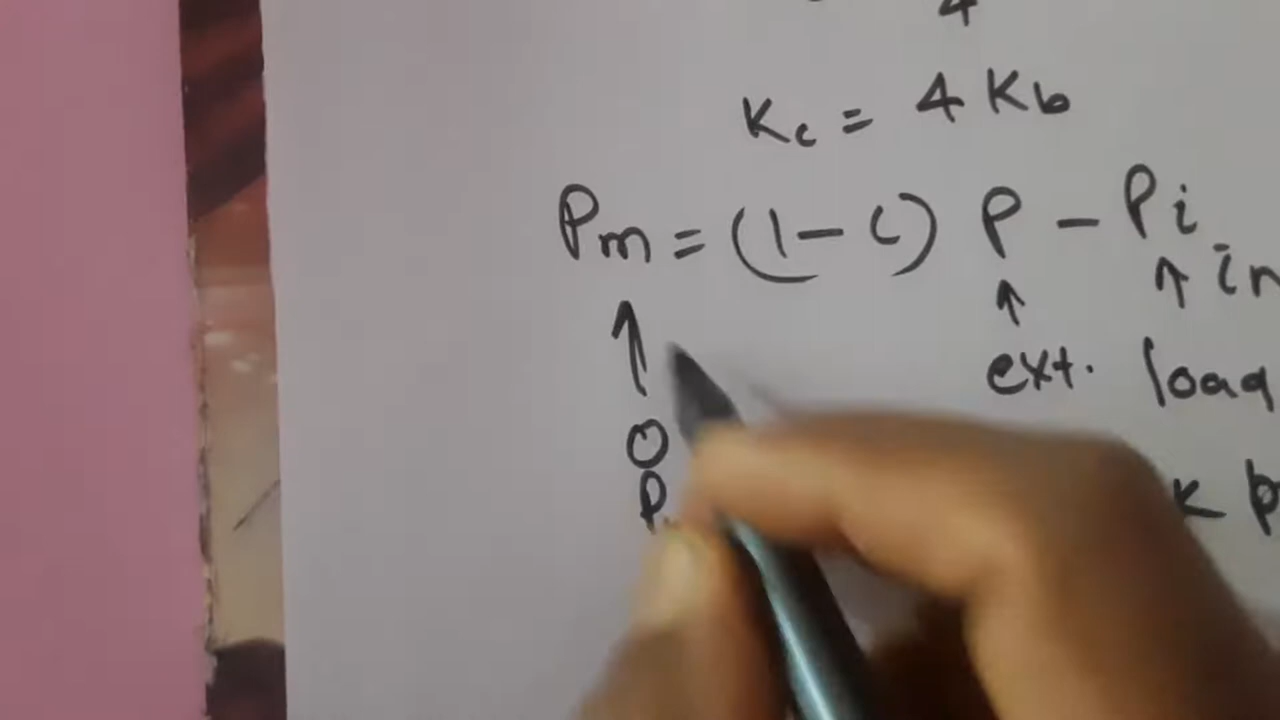 4
Kc = 4 Kb
Pm = (1 - C) P - Pi
↑ ↑ ↑ in
ext. load
O
P
k p